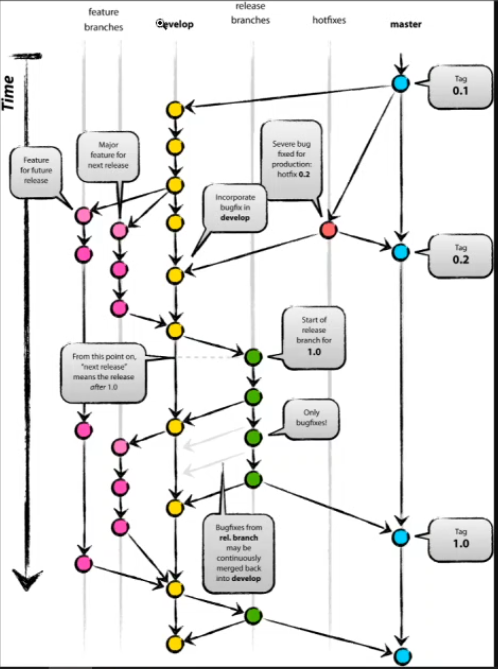 feature
branches
develop
release
branches
hotfixes
master
Time
Tag
0.1
Major
feature for
next release
Feature
for future
release
Severe bug
fixed for
production:
hotfix 0.2
Incorporate
bugfix in
develop
Tag
0.2
Start of
release
branch for
1.0
From this point on,
"next release"
means the release
after 1.0
Only
bugfixes!
Bugfixes from
rel. branch
may be
continuously
merged back
into develop
Tag
1.0